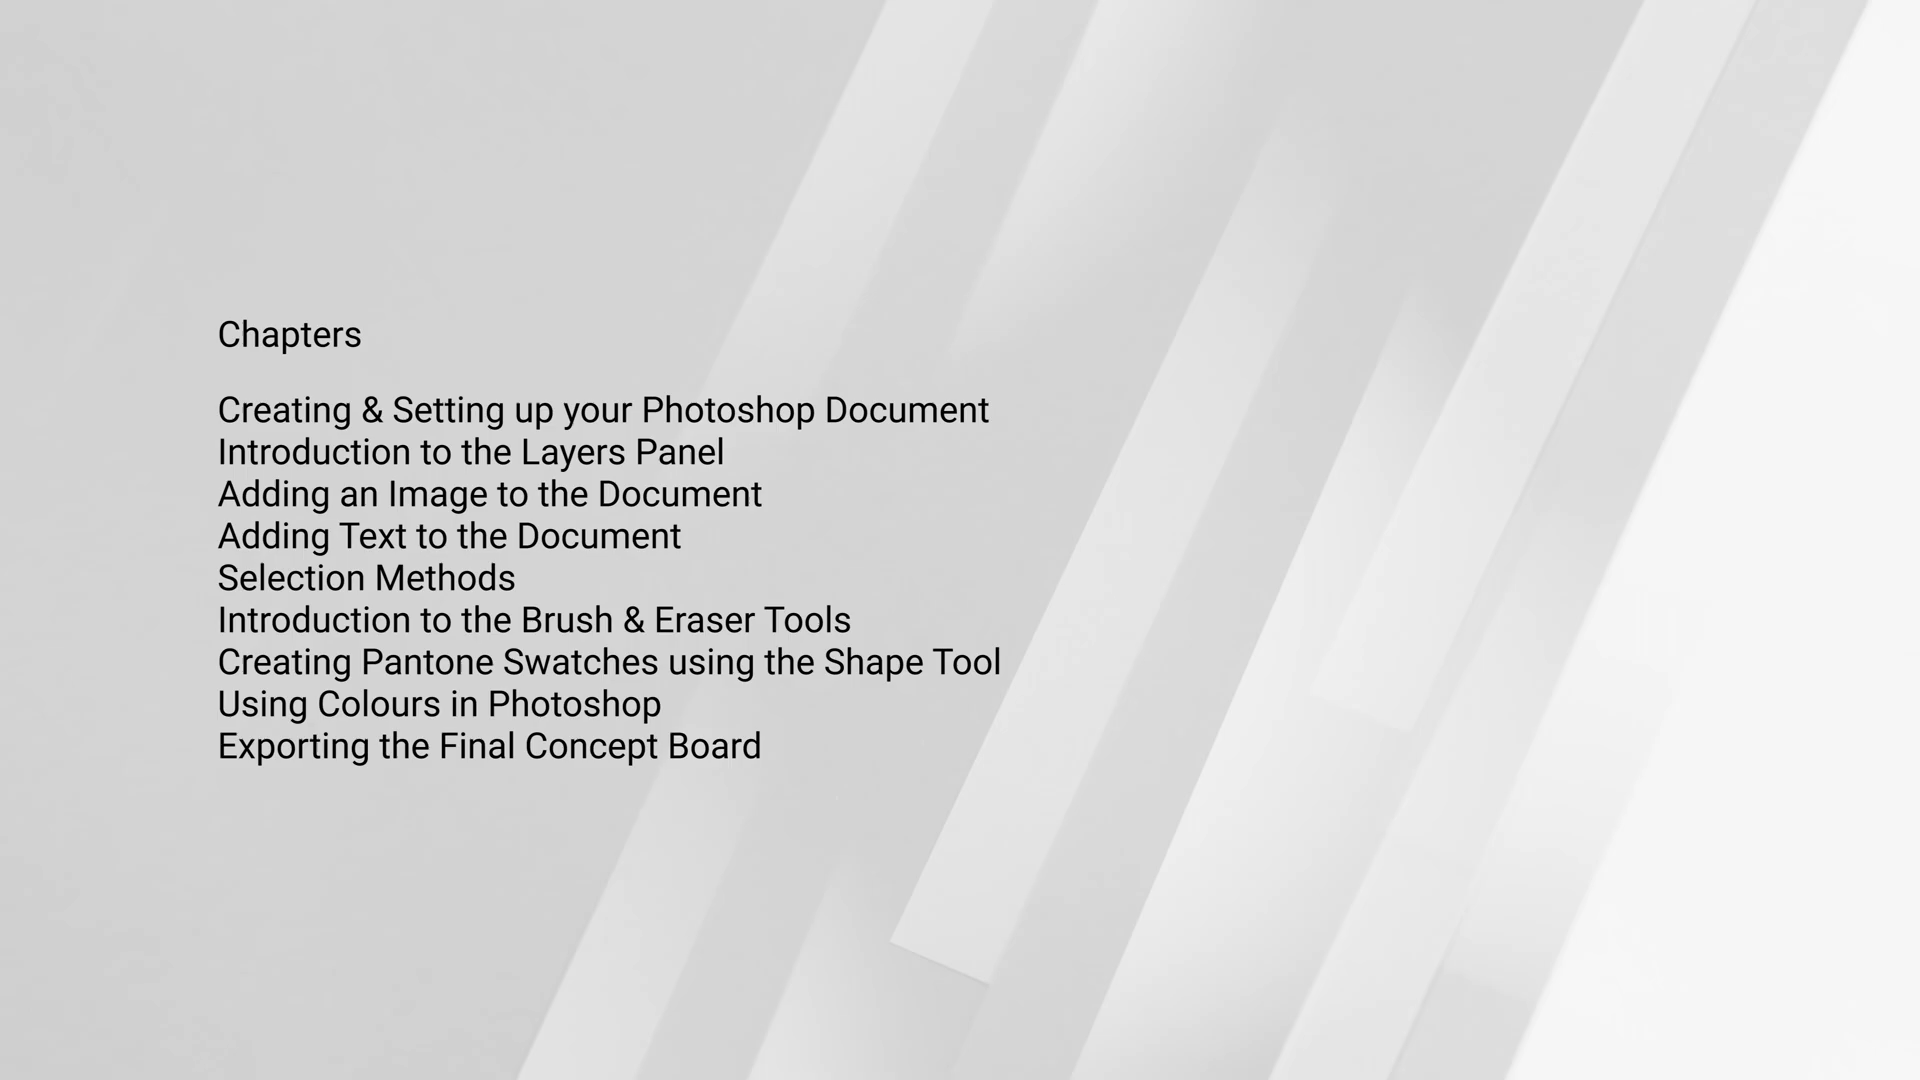 Chapters
Creating & Setting up your Photoshop Document
Introduction to the Layers Panel
Adding an Image to the Document
Adding Text to the Document
Selection Methods
Introduction to the Brush & Eraser Tools
Creating Pantone Swatches using the Shape Tool
Using Colours in Photoshop
Exporting the Final Concept Board